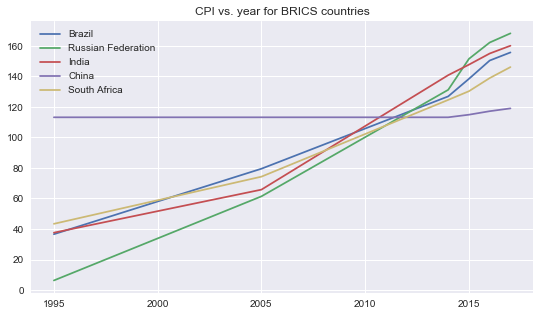 CPI vs. year for BRICS countries
Brazil
Russian Federation
India
China
South Africa
160
140
120
100
80
60
40
20
0
1995
2000
2005
2010
2015